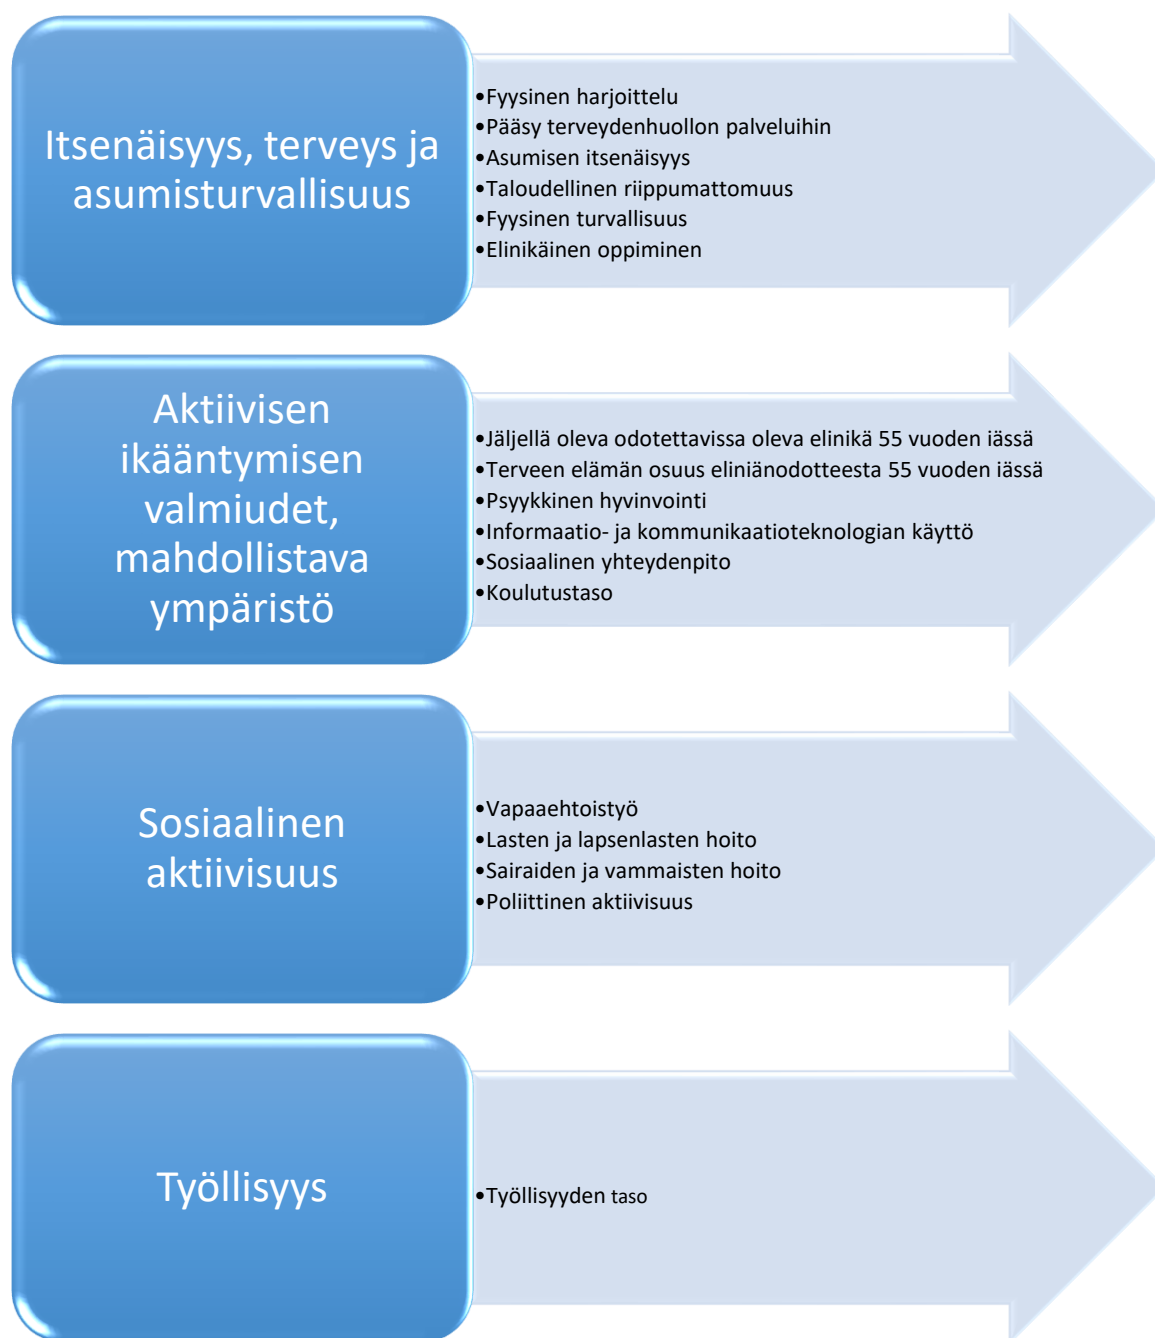 Itsenäisyys, terveys ja
asumisturvallisuus
•Fyysinen harjoittelu
•Pääsy terveydenhuollon palveluihin
•Asumisen itsenäisyys
•Taloudellinen riippumattomuus
•Fyysinen turvallisuus
•Elinikäinen oppiminen
Aktiivisen
ikääntymisen
valmiudet,
mahdollistava
ympäristö
•Jäljellä oleva odotettavissa oleva elinikä 55 vuoden iässä
•Terveen elämän osuus eliniänodotteesta 55 vuoden iässä
•Psyykkinen hyvinvointi
•Informaatio- ja kommunikaatioteknologian käyttö
•Sosiaalinen yhteydenpito
•Koulutustaso
Sosiaalinen
aktiivisuus
•Vapaaehtoistyö
•Lasten ja lapsenlasten hoito
•Sairaiden ja vammaisten hoito
•Poliittinen aktiivisuus
Työllisyys
•Työllisyyden taso